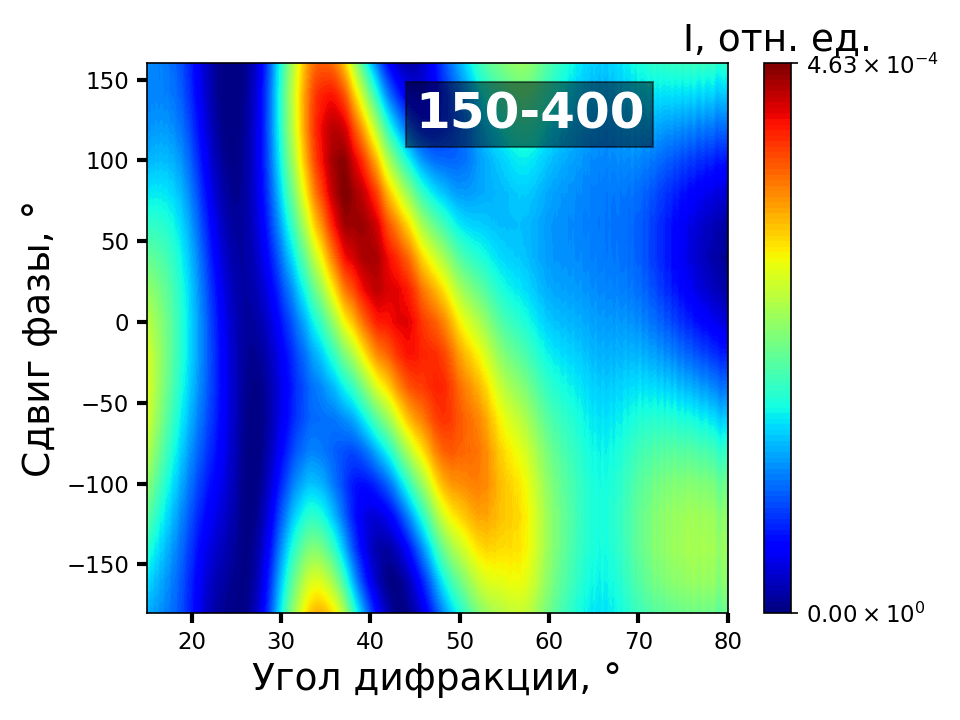 I, отн. ед.
4.63 × 10⁻⁴
150-400
150
100
50
0
−50
−100
−150
Сдвиг фазы, °
0.00 × 10⁰
20 30 40 50 60 70 80
Угол дифракции, °